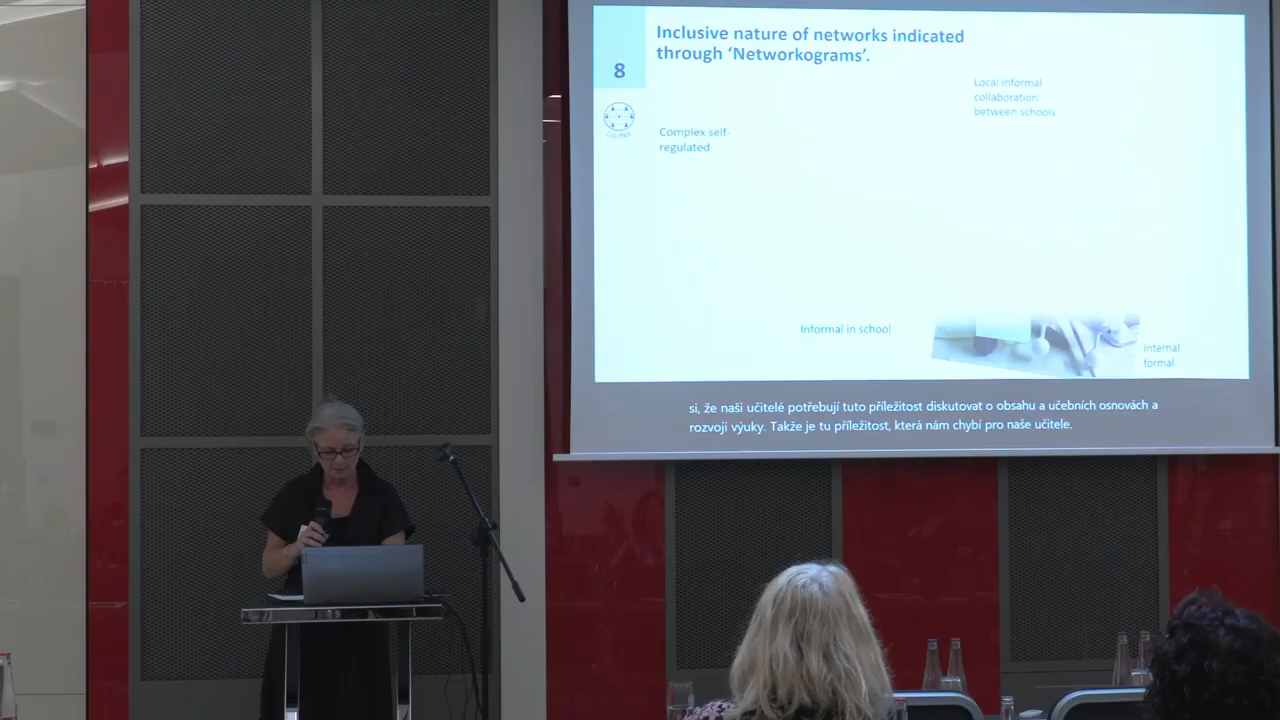 Inclusive nature of networks indicated
through ‘Networkograms’.
8
Local informal
collaboration
between schools
Complex self-
regulated
Informal in school
Internal
formal
si, že naši učitelé potřebují tuto příležitost diskutovat o obsahu a učebních osnovách a
rozvoji výuky. Takže je tu příležitost, která nám chybí pro naše učitele.